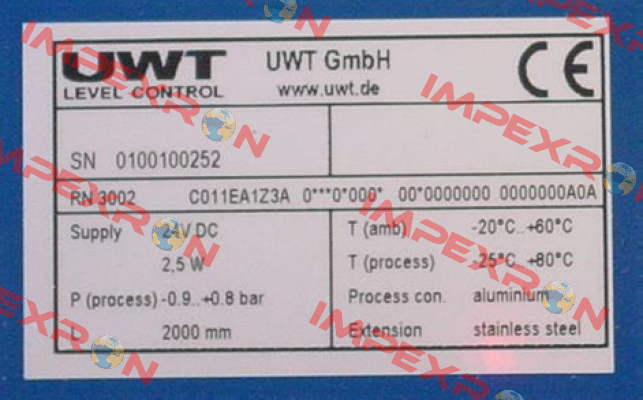 UWT UWT GmbH CE
LEVEL CONTROL www.uwt.de
SN 0100100252
RN 3002 C011EA1Z3A 0***0*000* 00*0000000 0000000A0A
Supply 24V DC T (amb) -20°C..+60°C
2,5 W T (process) -25°C..+80°C
P (process) -0.9..+0.8 bar Process con. aluminium
L 2000 mm Extension stainless steel
IMPEXRON
IMPEXRON
IMPEXRON
IMPEXRON